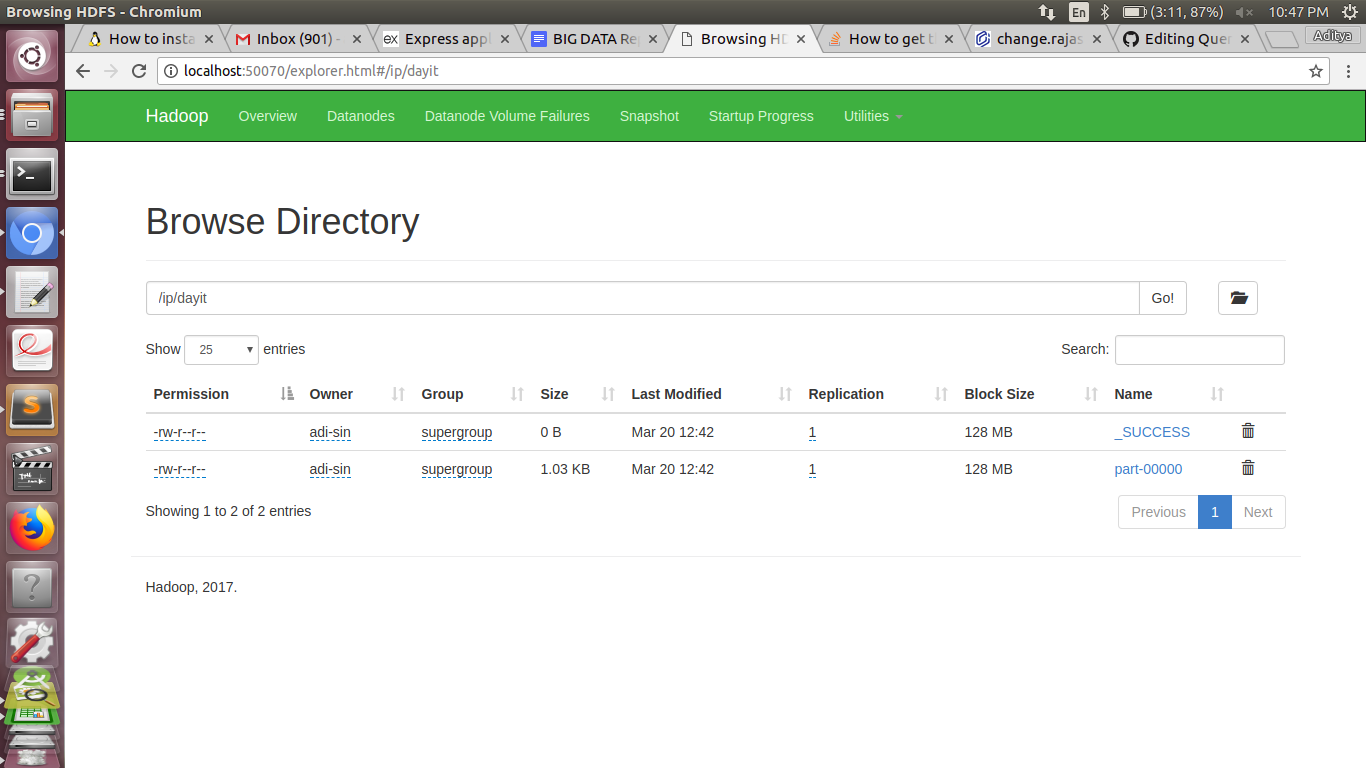 Browsing HDFS - Chromium
En (3:11, 87%) 10:47 PM
How to insta
Inbox (901) -
Express appl
BIG DATA Re
Browsing HD
How to get t
change.rajas
Editing Quer
Aditya
localhost:50070/explorer.html#/ip/dayit
Hadoop Overview Datanodes Datanode Volume Failures Snapshot Startup Progress Utilities
Browse Directory
/ip/dayit Go!
Show 25 entries Search:
Permission Owner Group Size Last Modified Replication Block Size Name
-rw-r--r-- adi-sin supergroup 0 B Mar 20 12:42 1 128 MB _SUCCESS
-rw-r--r-- adi-sin supergroup 1.03 KB Mar 20 12:42 1 128 MB part-00000
Showing 1 to 2 of 2 entries Previous 1 Next
Hadoop, 2017.